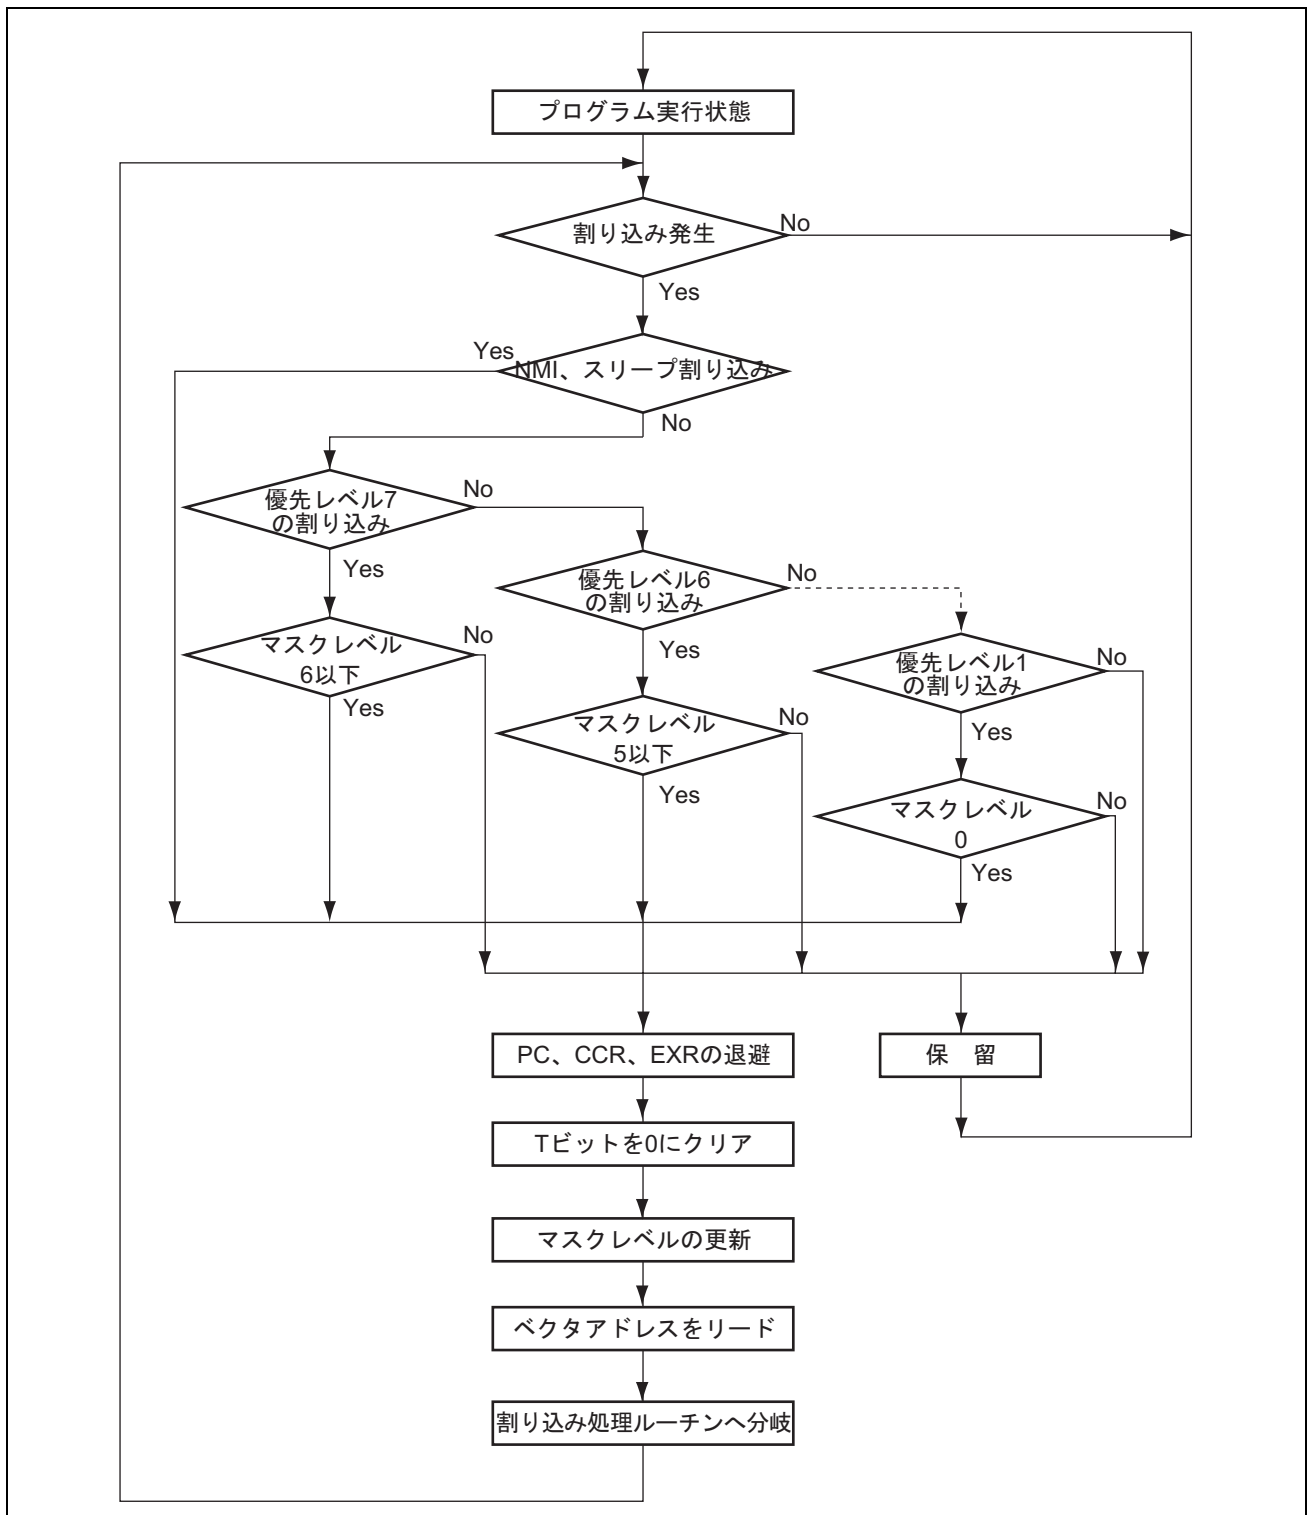 プログラム実行状態
割り込み発生
No
Yes
Yes
NMI、スリープ割り込み
No
優先レベル7
の割り込み
No
Yes
優先レベル6
の割り込み
No
Yes
マスクレベル
6以下
No
Yes
優先レベル1
の割り込み
No
Yes
マスクレベル
5以下
No
Yes
マスクレベル
0
No
Yes
PC、CCR、EXRの退避
保 留
Tビットを0にクリア
マスクレベルの更新
ベクタアドレスをリード
割り込み処理ルーチンへ分岐